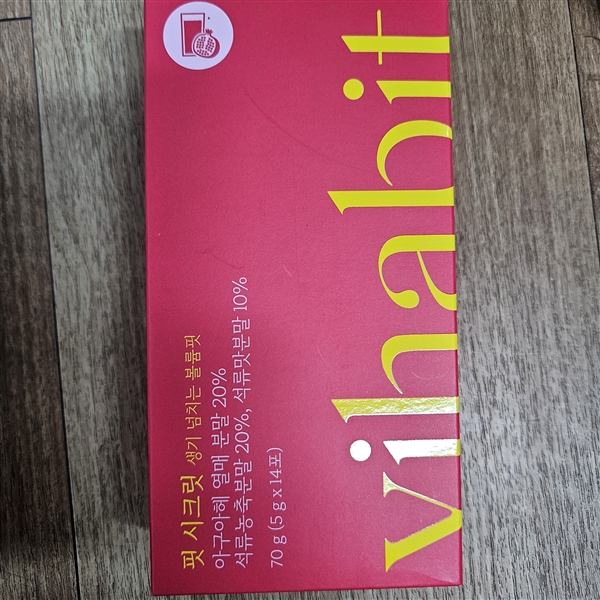 vilhabit
핏 시크릿 생기 넘치는 볼륨핏
아구아헤 열매 분말 20%
석류농축분말 20%, 석류맛분말 10%
70 g (5 g x 14포)